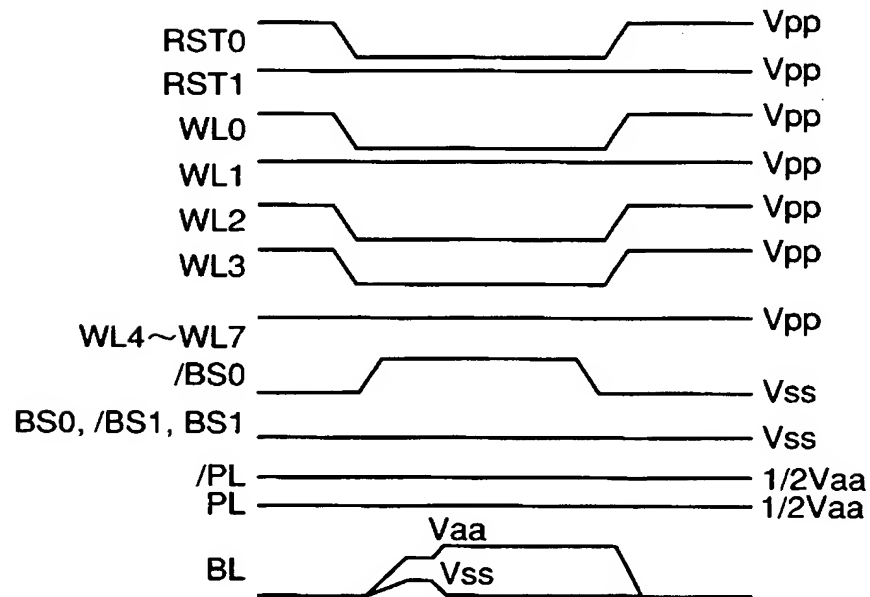 RST0 Vpp
RST1 Vpp
WL0 Vpp
WL1 Vpp
WL2 Vpp
WL3 Vpp
WL4~WL7 Vpp
/BS0 Vss
BS0, /BS1, BS1 Vss
/PL 1/2Vaa
PL 1/2Vaa
Vaa
BL Vss